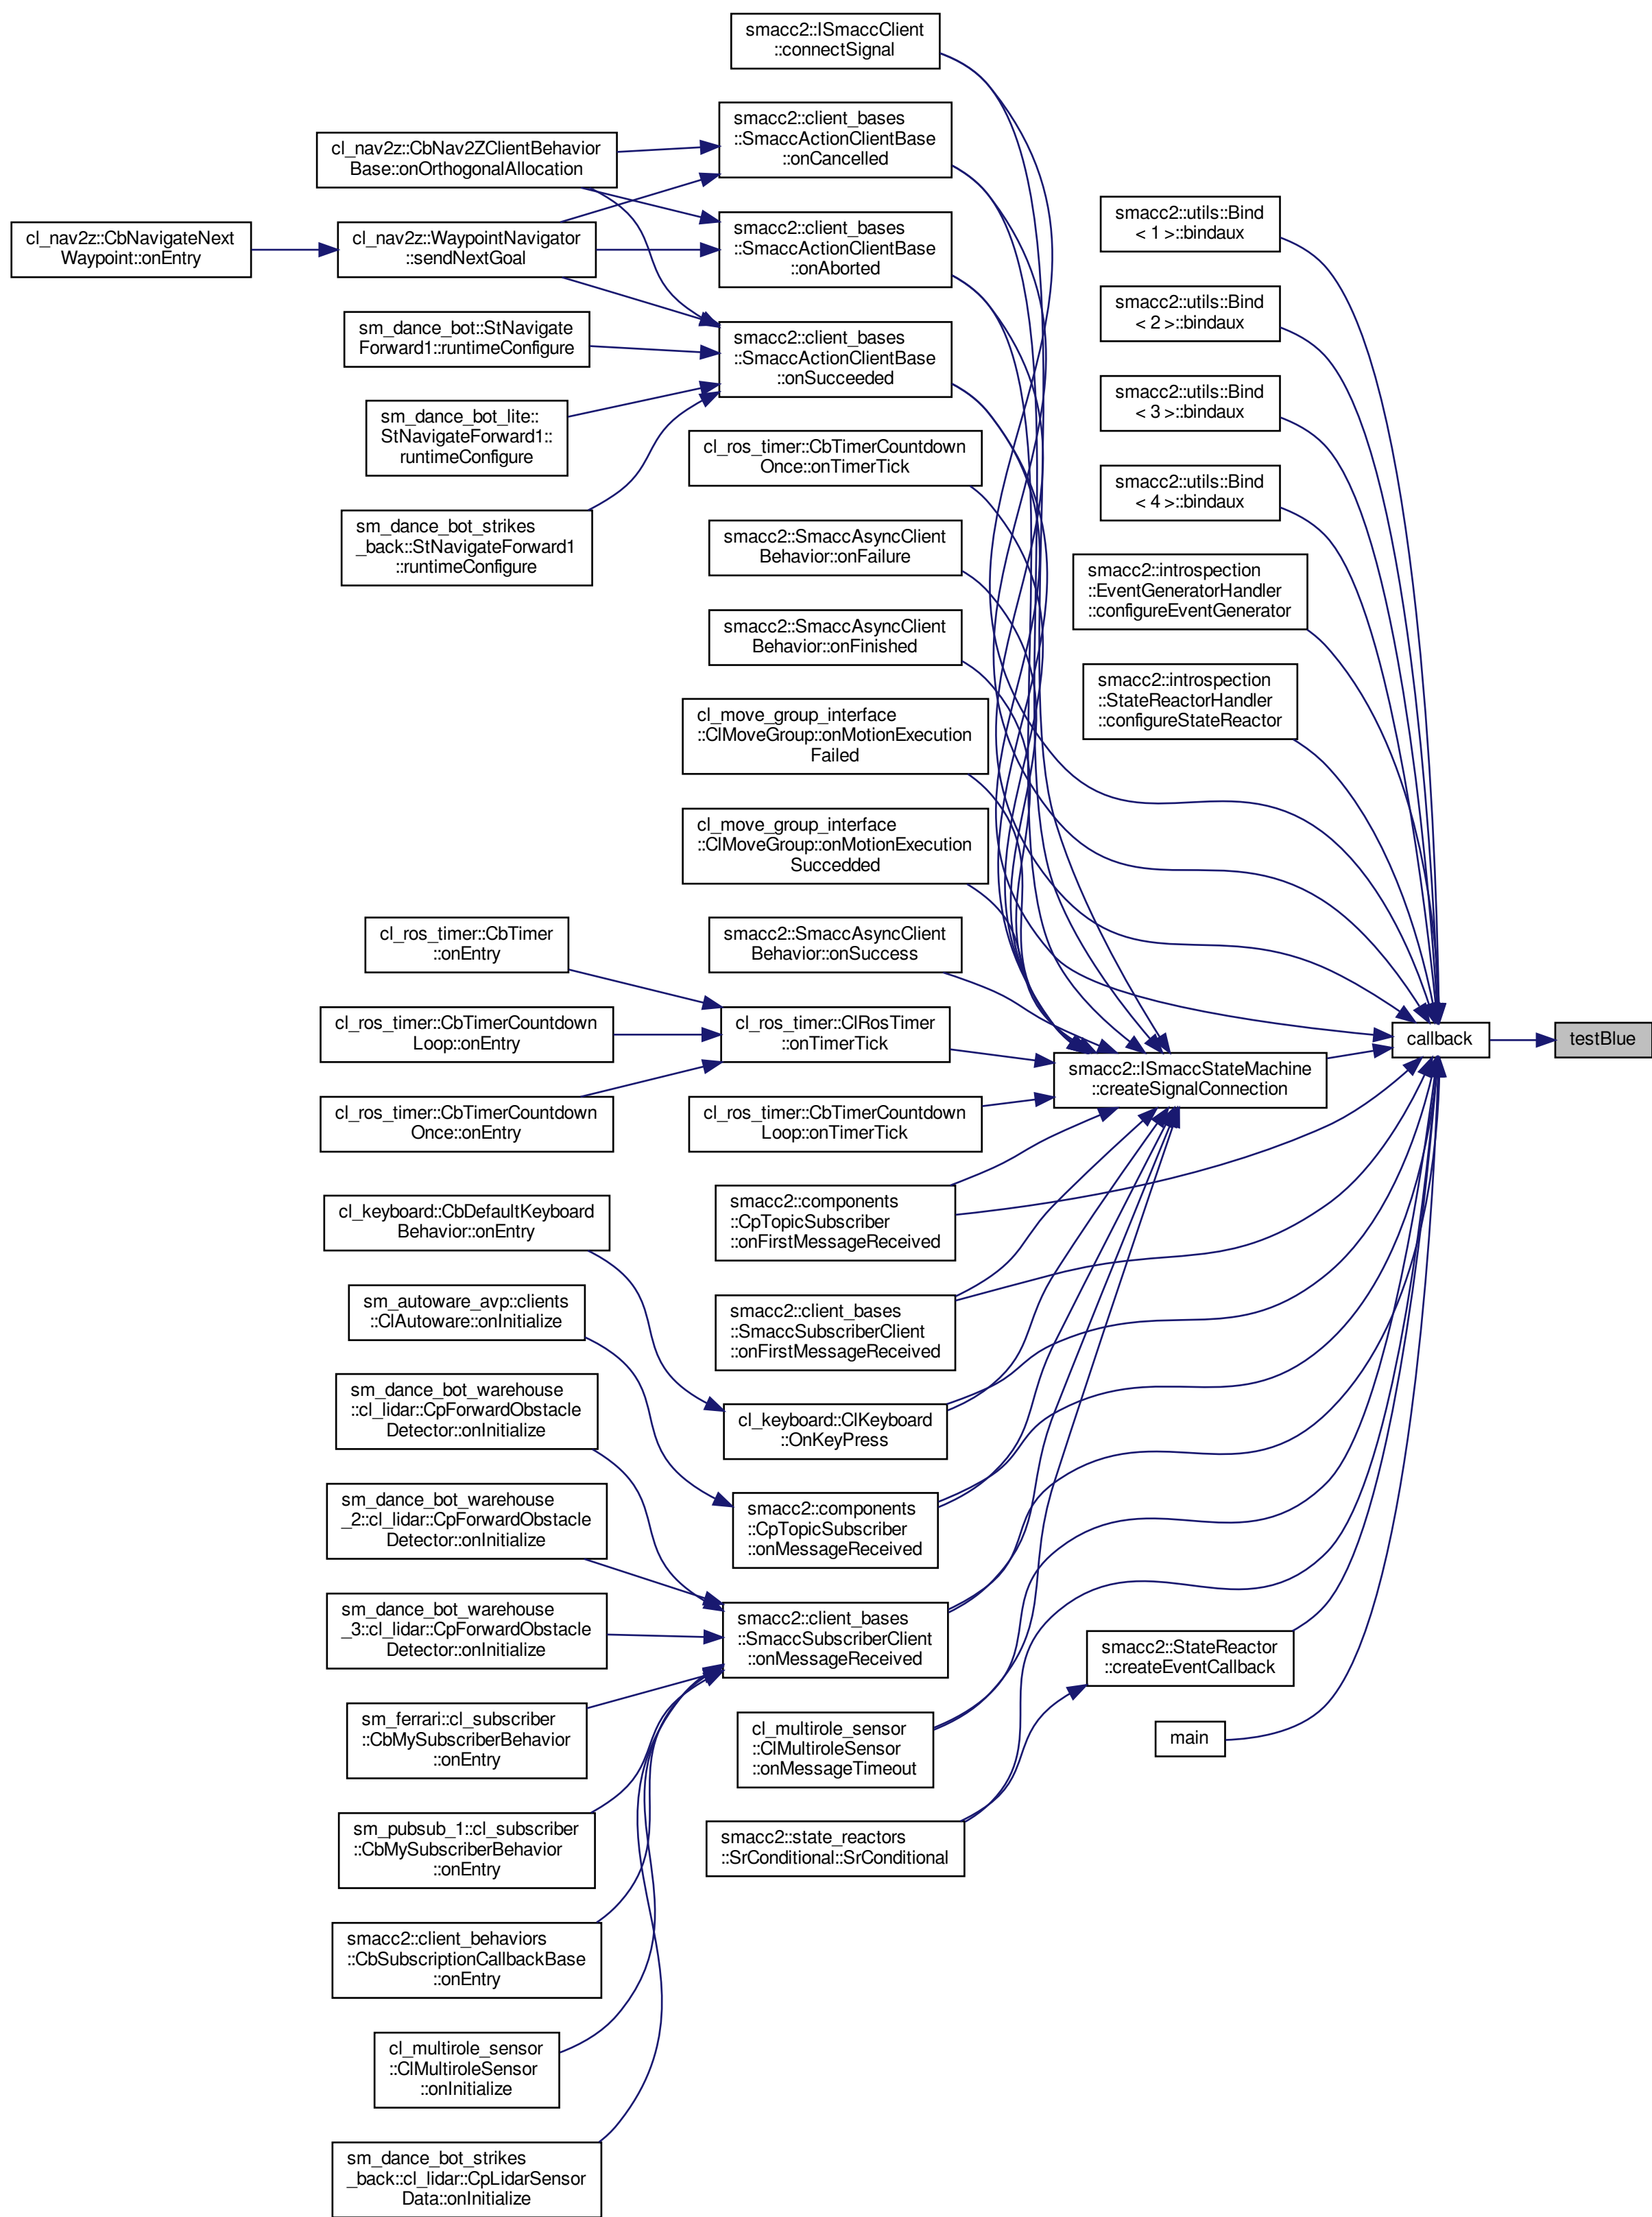 smacc2::ISmaccClient
::connectSignal
smacc2::client_bases
::SmaccActionClientBase
::onCancelled
cl_nav2z::CbNav2ZClientBehavior
Base::onOrthogonalAllocation
cl_nav2z::CbNavigateNext
Waypoint::onEntry
cl_nav2z::WaypointNavigator
::sendNextGoal
smacc2::client_bases
::SmaccActionClientBase
::onAborted
sm_dance_bot::StNavigate
Forward1::runtimeConfigure
smacc2::client_bases
::SmaccActionClientBase
::onSucceeded
sm_dance_bot_lite::
StNavigateForward1::
runtimeConfigure
sm_dance_bot_strikes
_back::StNavigateForward1
::runtimeConfigure
cl_ros_timer::CbTimerCountdown
Once::onTimerTick
smacc2::SmaccAsyncClient
Behavior::onFailure
smacc2::SmaccAsyncClient
Behavior::onFinished
cl_move_group_interface
::ClMoveGroup::onMotionExecution
Failed
cl_move_group_interface
::ClMoveGroup::onMotionExecution
Succedded
smacc2::SmaccAsyncClient
Behavior::onSuccess
cl_ros_timer::CbTimer
::onEntry
cl_ros_timer::CbTimerCountdown
Loop::onEntry
cl_ros_timer::ClRosTimer
::onTimerTick
cl_ros_timer::CbTimerCountdown
Once::onEntry
cl_ros_timer::CbTimerCountdown
Loop::onTimerTick
smacc2::utils::Bind
< 1 >::bindaux
smacc2::utils::Bind
< 2 >::bindaux
smacc2::utils::Bind
< 3 >::bindaux
smacc2::utils::Bind
< 4 >::bindaux
smacc2::introspection
::EventGeneratorHandler
::configureEventGenerator
smacc2::introspection
::StateReactorHandler
::configureStateReactor
smacc2::ISmaccStateMachine
::createSignalConnection
callback
testBlue
smacc2::components
::CpTopicSubscriber
::onFirstMessageReceived
cl_keyboard::CbDefaultKeyboard
Behavior::onEntry
sm_autoware_avp::clients
::ClAutoware::onInitialize
smacc2::client_bases
::SmaccSubscriberClient
::onFirstMessageReceived
sm_dance_bot_warehouse
::cl_lidar::CpForwardObstacle
Detector::onInitialize
cl_keyboard::ClKeyboard
::OnKeyPress
sm_dance_bot_warehouse
_2::cl_lidar::CpForwardObstacle
Detector::onInitialize
smacc2::components
::CpTopicSubscriber
::onMessageReceived
sm_dance_bot_warehouse
_3::cl_lidar::CpForwardObstacle
Detector::onInitialize
smacc2::client_bases
::SmaccSubscriberClient
::onMessageReceived
smacc2::StateReactor
::createEventCallback
sm_ferrari::cl_subscriber
::CbMySubscriberBehavior
::onEntry
cl_multirole_sensor
::ClMultiroleSensor
::onMessageTimeout
main
sm_pubsub_1::cl_subscriber
::CbMySubscriberBehavior
::onEntry
smacc2::state_reactors
::SrConditional::SrConditional
smacc2::client_behaviors
::CbSubscriptionCallbackBase
::onEntry
cl_multirole_sensor
::ClMultiroleSensor
::onInitialize
sm_dance_bot_strikes
_back::cl_lidar::CpLidarSensor
Data::onInitialize